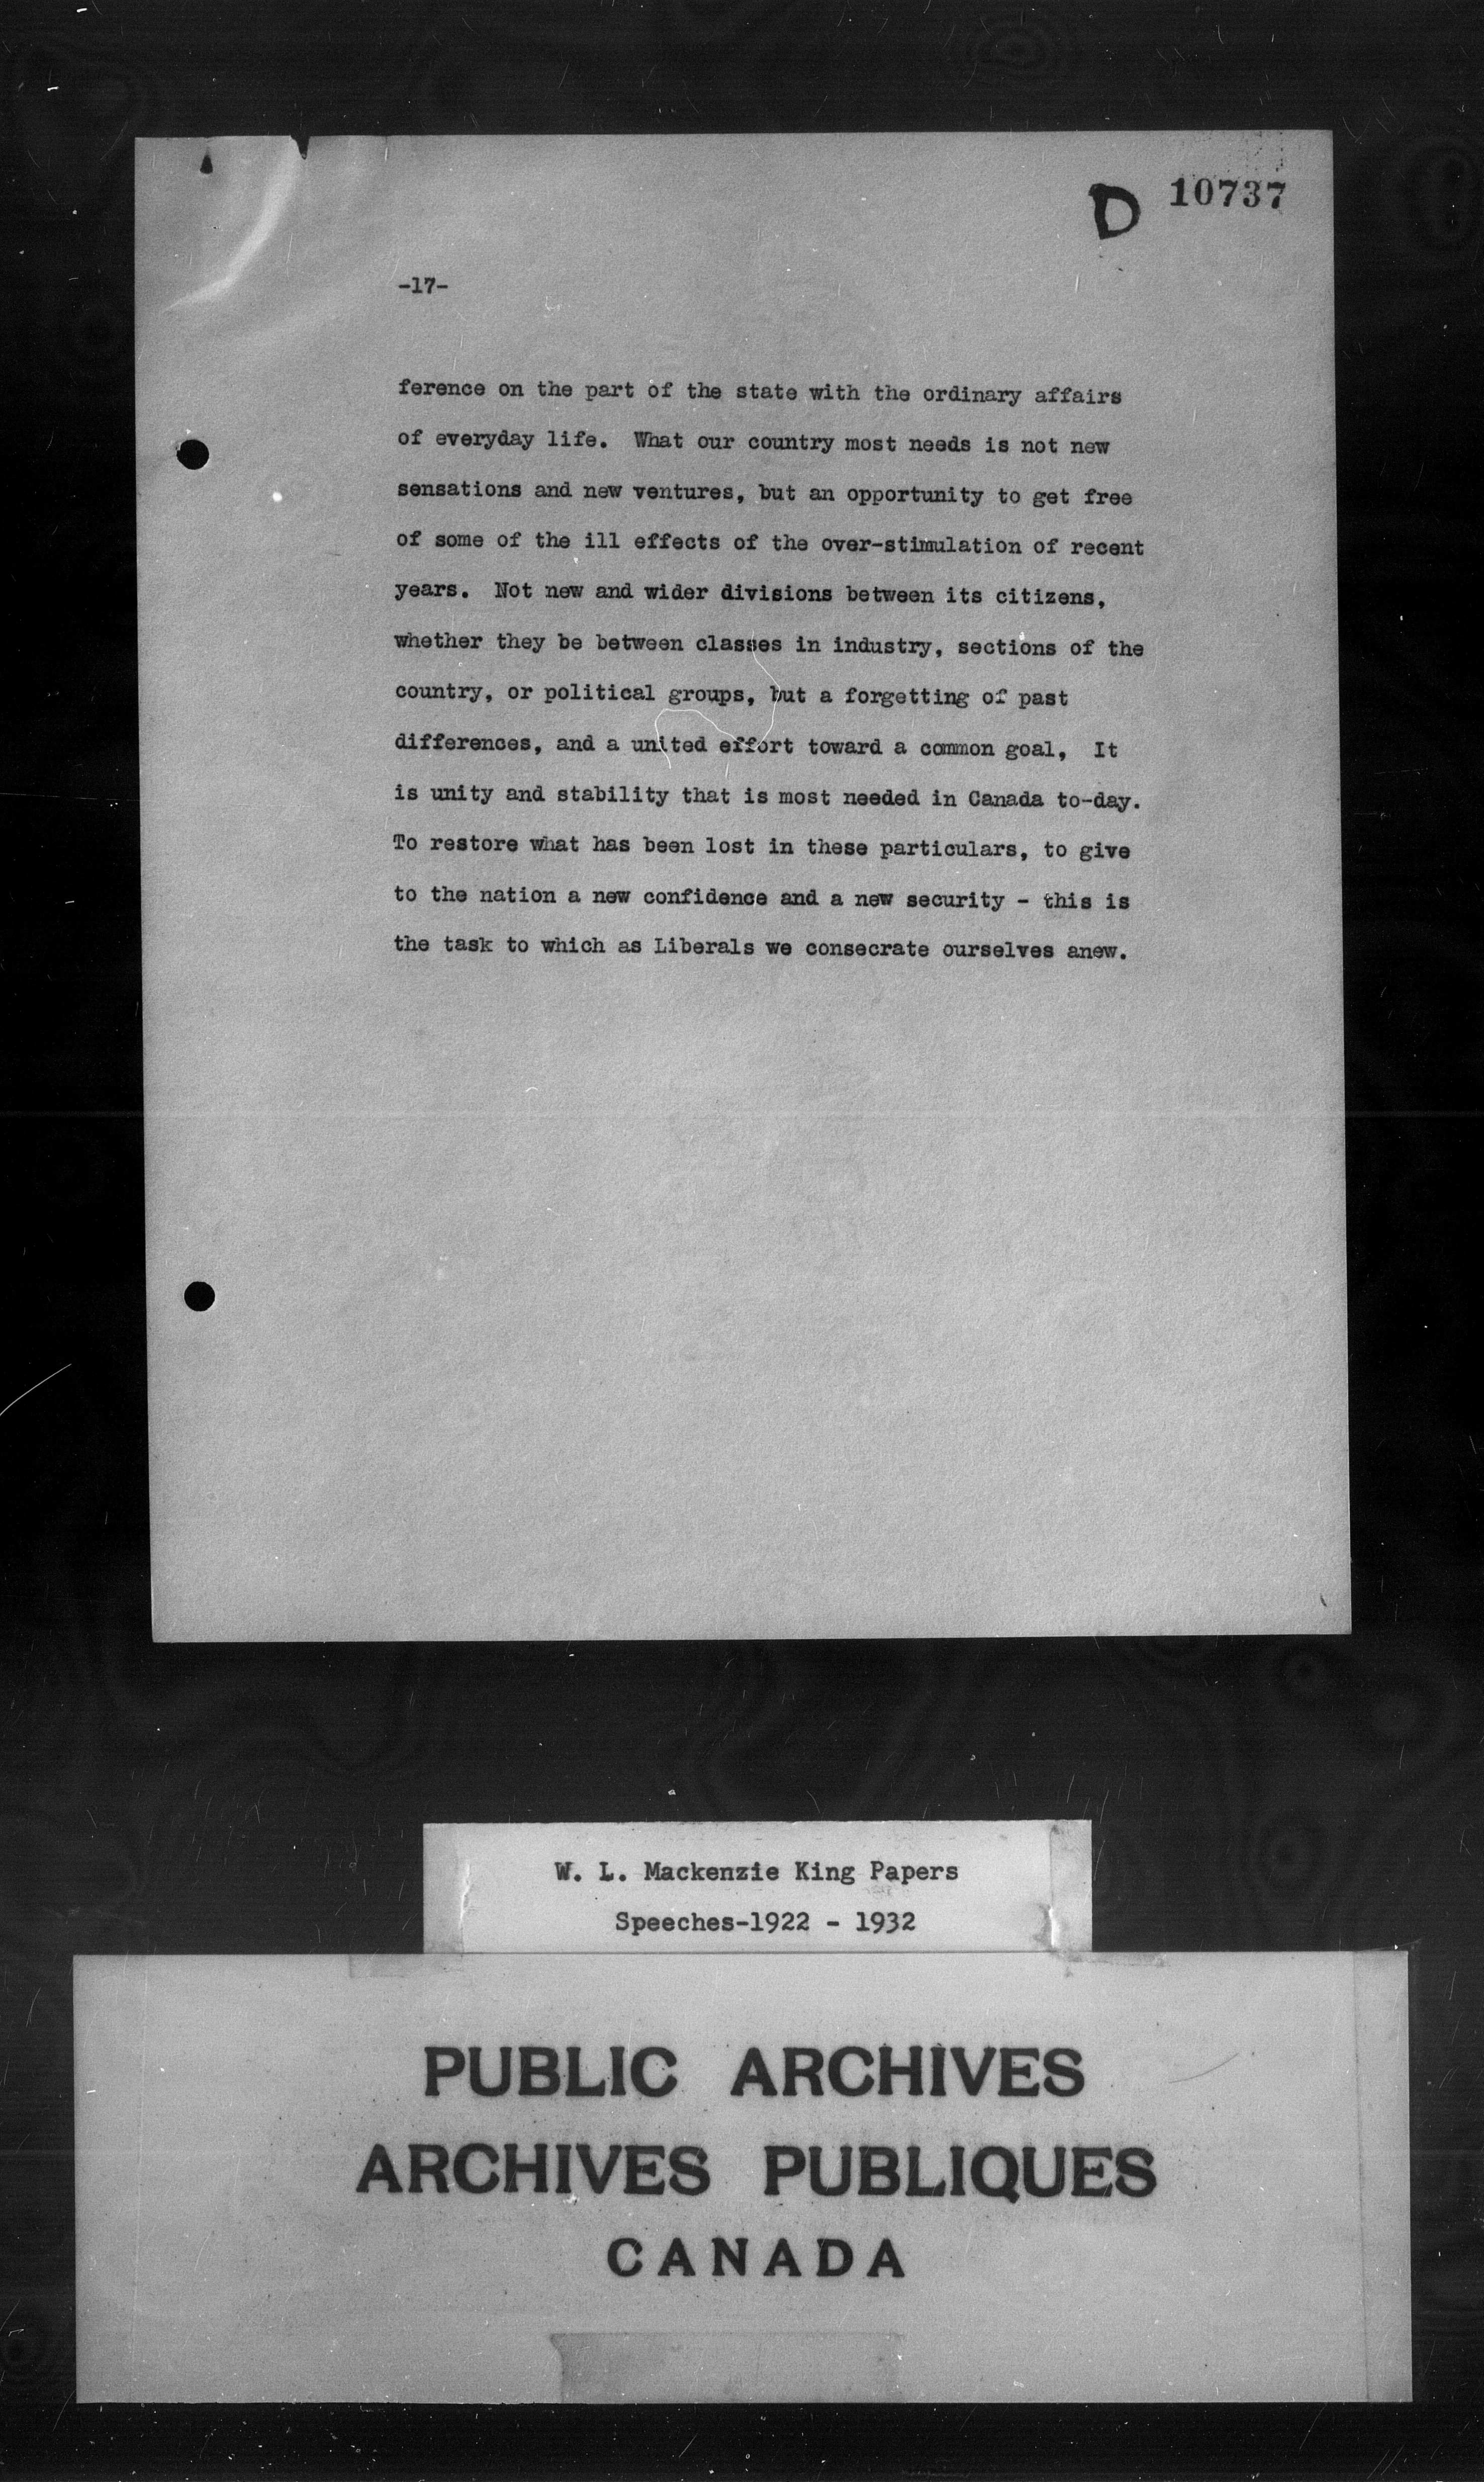 D 10737
-17-
ference on the part of the state with the ordinary affairs
of everyday life.  What our country most needs is not new
sensations and new ventures, but an opportunity to get free
of some of the ill effects of the over-stimulation of recent
years.  Not new and wider divisions between its citizens,
whether they be between classes in industry, sections of the
country, or political groups, but a forgetting of past
differences, and a united effort toward a common goal,  It
is unity and stability that is most needed in Canada to-day.
To restore what has been lost in these particulars, to give
to the nation a new confidence and a new security - this is
the task to which as Liberals we consecrate ourselves anew.
W. L. Mackenzie King Papers
Speeches-1922 - 1932
PUBLIC ARCHIVES
ARCHIVES PUBLIQUES
CANADA